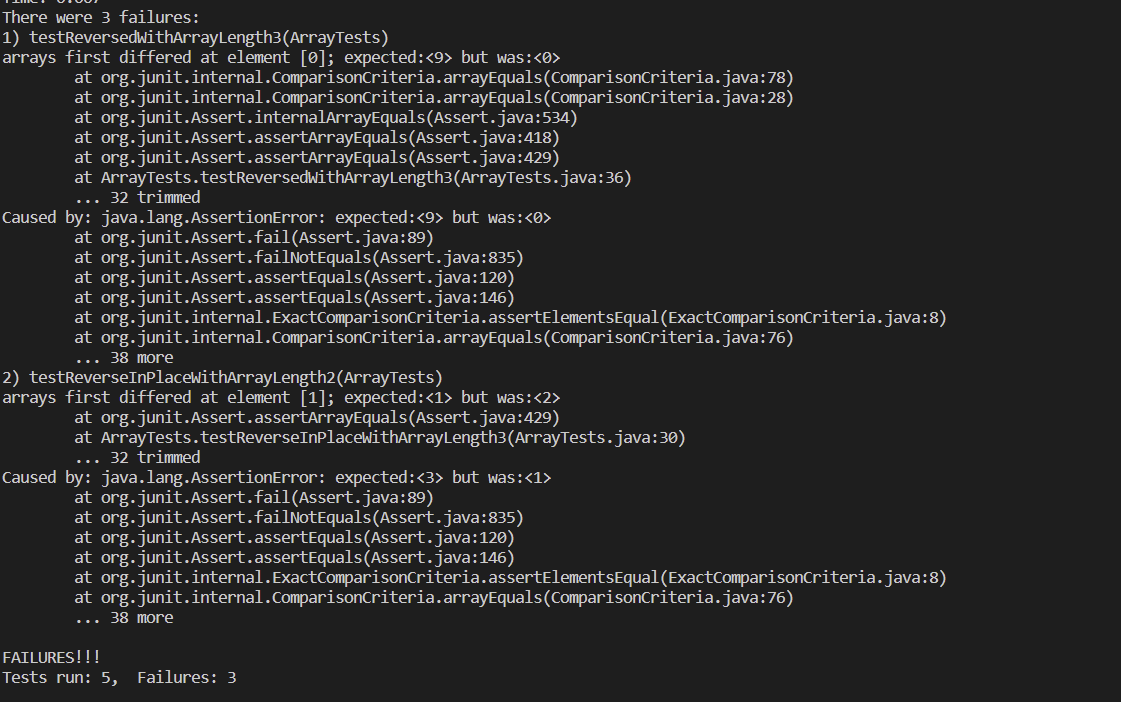 There were 3 failures:
1) testReversedWithArrayLength3(ArrayTests)
arrays first differed at element [0]; expected:<9> but was:<0>
at org.junit.internal.ComparisonCriteria.arrayEquals(ComparisonCriteria.java:78)
at org.junit.internal.ComparisonCriteria.arrayEquals(ComparisonCriteria.java:28)
at org.junit.Assert.internalArrayEquals(Assert.java:534)
at org.junit.Assert.assertArrayEquals(Assert.java:418)
at org.junit.Assert.assertArrayEquals(Assert.java:429)
at ArrayTests.testReversedWithArrayLength3(ArrayTests.java:36)
... 32 trimmed
Caused by: java.lang.AssertionError: expected:<9> but was:<0>
at org.junit.Assert.fail(Assert.java:89)
at org.junit.Assert.failNotEquals(Assert.java:835)
at org.junit.Assert.assertEquals(Assert.java:120)
at org.junit.Assert.assertEquals(Assert.java:146)
at org.junit.internal.ExactComparisonCriteria.assertElementsEqual(ExactComparisonCriteria.java:8)
at org.junit.internal.ComparisonCriteria.arrayEquals(ComparisonCriteria.java:76)
... 38 more
2) testReverseInPlaceWithArrayLength2(ArrayTests)
arrays first differed at element [1]; expected:<1> but was:<2>
at org.junit.Assert.assertArrayEquals(Assert.java:429)
at ArrayTests.testReverseInPlaceWithArrayLength3(ArrayTests.java:30)
... 32 trimmed
Caused by: java.lang.AssertionError: expected:<3> but was:<1>
at org.junit.Assert.fail(Assert.java:89)
at org.junit.Assert.failNotEquals(Assert.java:835)
at org.junit.Assert.assertEquals(Assert.java:120)
at org.junit.Assert.assertEquals(Assert.java:146)
at org.junit.internal.ExactComparisonCriteria.assertElementsEqual(ExactComparisonCriteria.java:8)
at org.junit.internal.ComparisonCriteria.arrayEquals(ComparisonCriteria.java:76)
... 38 more
FAILURES!!!
Tests run: 5,  Failures: 3